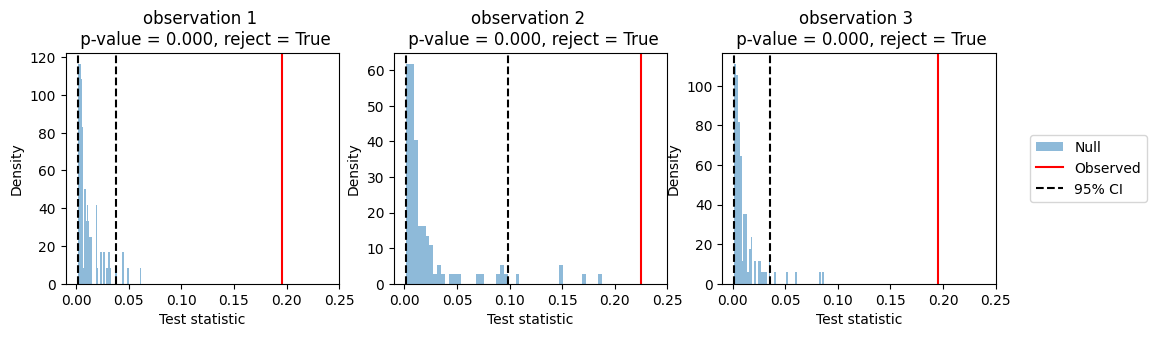 observation 1
p-value = 0.000, reject = True
120
100
80
60
40
20
0
Density
0.00 0.05 0.10 0.15 0.20 0.25
Test statistic
observation 2
p-value = 0.000, reject = True
60
50
40
30
20
10
0
Density
0.00 0.05 0.10 0.15 0.20 0.25
Test statistic
observation 3
p-value = 0.000, reject = True
100
80
60
40
20
0
Density
0.00 0.05 0.10 0.15 0.20 0.25
Test statistic
Null
Observed
95% CI